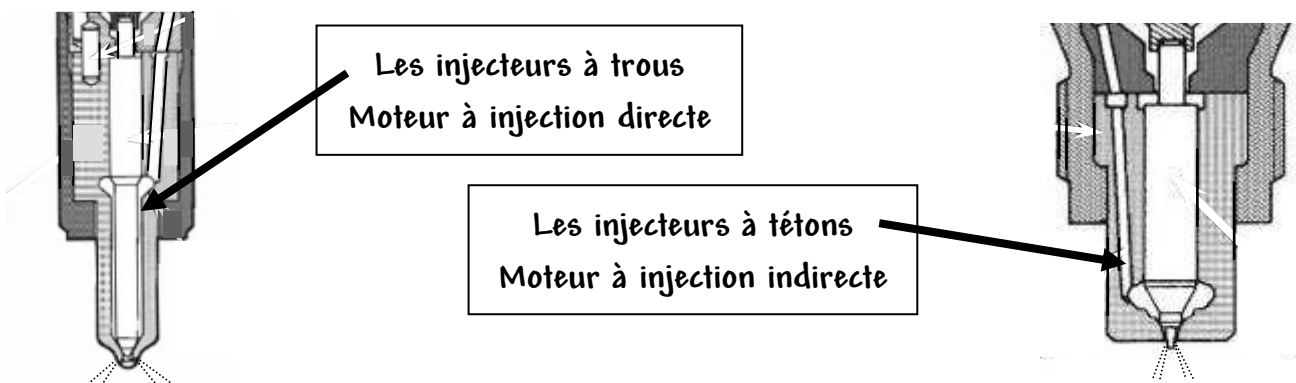 Les injecteurs à trous
Moteur à injection directe
Les injecteurs à tétons
Moteur à injection indirecte